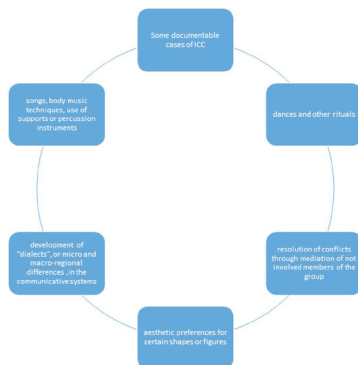 Some documentable
cases of ICC
dances and other rituals
resolution of conflicts
through mediation of not
involved members of the
group
aesthetic preferences for
certain shapes or figures
development of
"dialects", or micro and
macro-regional
differences ,in the
communicative systems
songs, body music
techniques, use of
supports or percussion
instruments